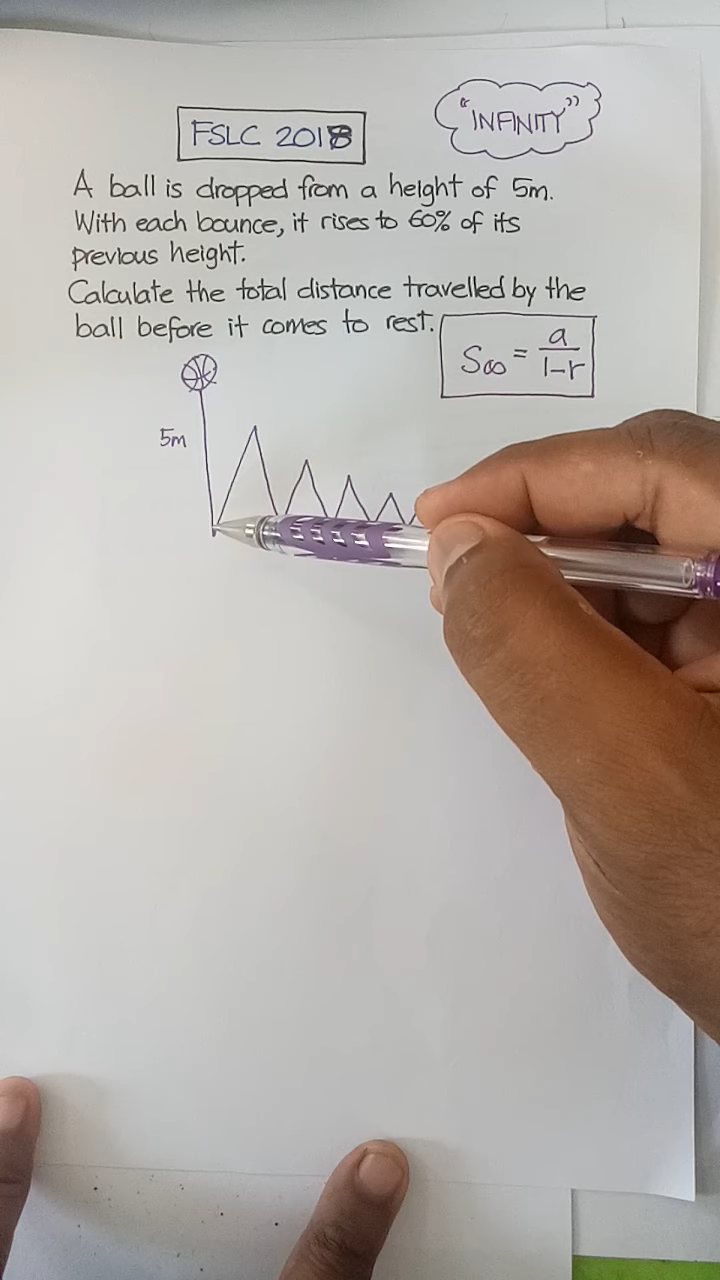 FSLC 2018
"INFINITY"
A ball is dropped from a height of 5m.
With each bounce, it rises to 60% of its
previous height.
Calculate the total distance travelled by the
ball before it comes to rest.
S∞ = a/1-r
5m